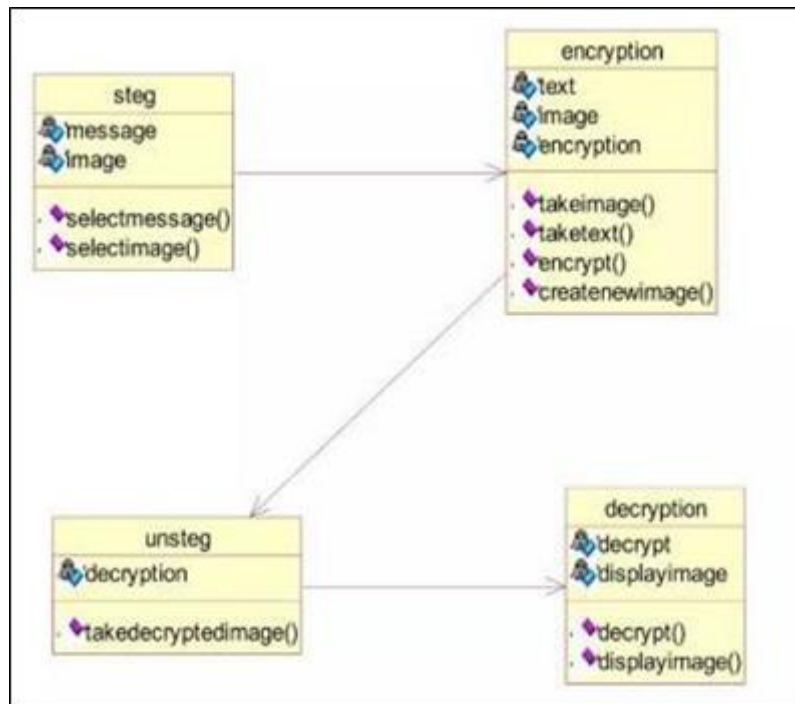 steg
message
image
selectmessage()
selectimage()
encryption
text
image
encryption
takeimage()
taketext()
encrypt()
createnewimage()
unsteg
decryption
takedecryptedimage()
decryption
decrypt
displayimage
decrypt()
displayimage()